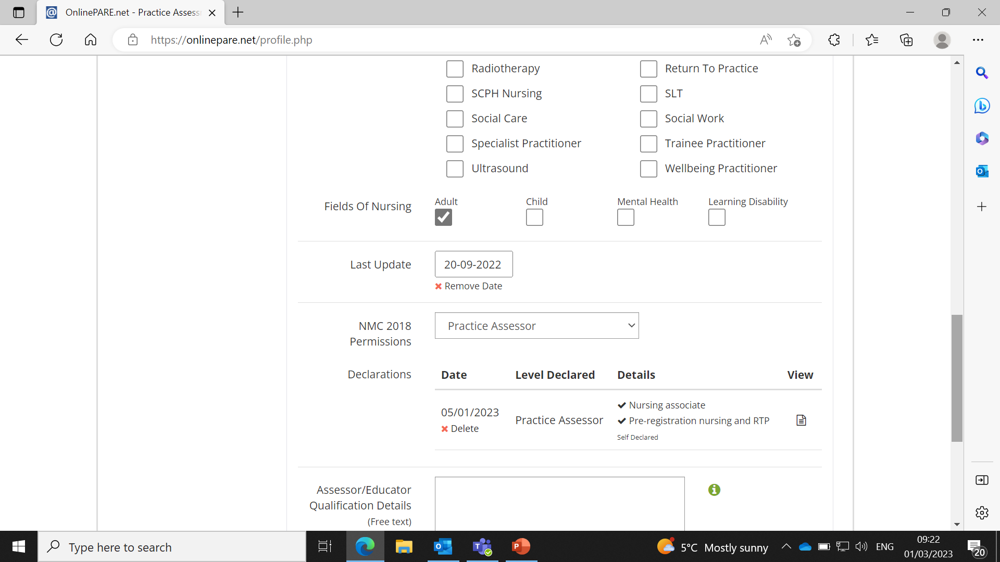 OnlinePARE.net - Practice Assess
https://onlinepare.net/profile.php
Radiotherapy
Return To Practice
SCPH Nursing
SLT
Social Care
Social Work
Specialist Practitioner
Trainee Practitioner
Ultrasound
Wellbeing Practitioner
Fields Of Nursing
Adult
Child
Mental Health
Learning Disability
Last Update
20-09-2022
Remove Date
NMC 2018
Permissions
Practice Assessor
Declarations
Date
Level Declared
Details
View
05/01/2023
Delete
Practice Assessor
Nursing associate
Pre-registration nursing and RTP
Self Declared
Assessor/Educator
Qualification Details
(Free text)
Type here to search
5°C Mostly sunny
ENG
09:22
01/03/2023
20